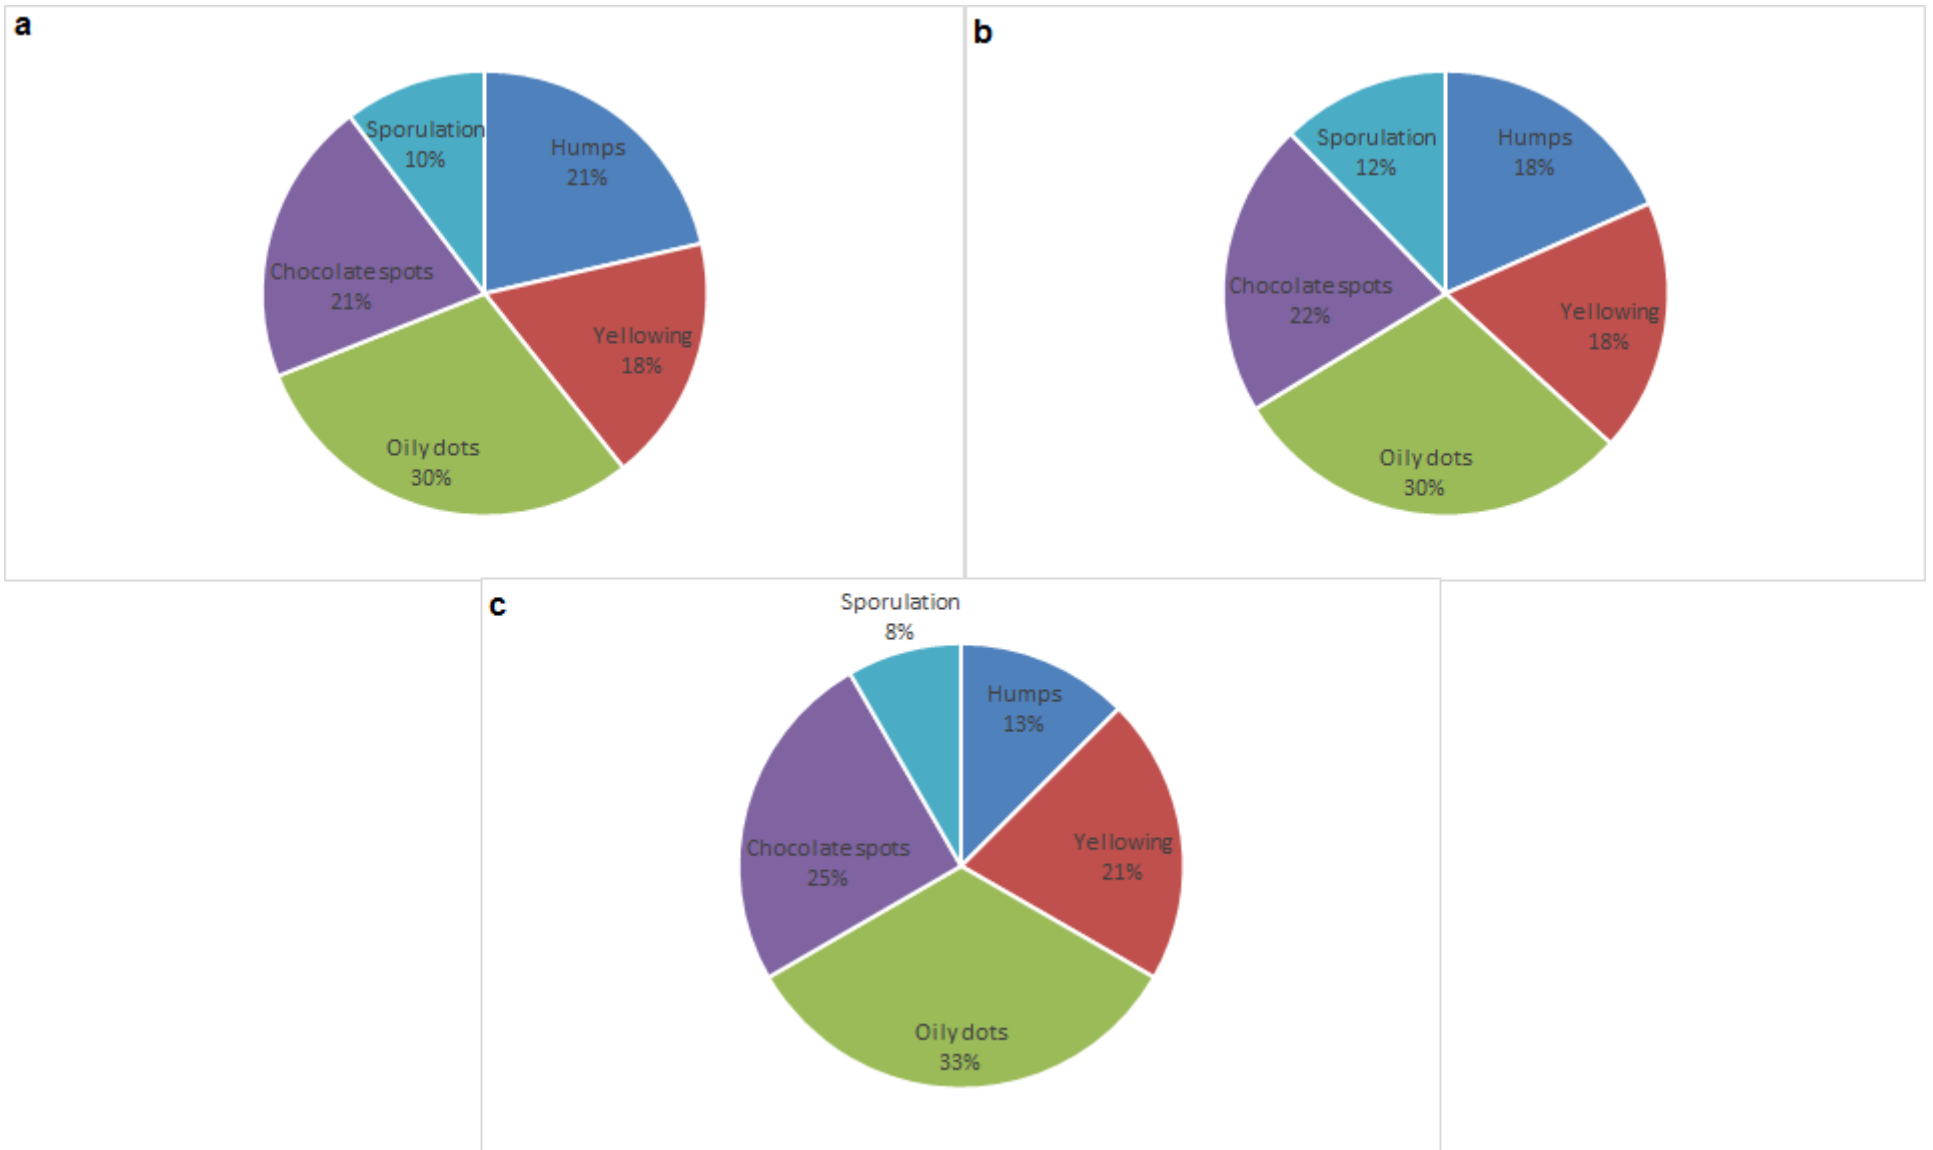 a
Sporulation
10%
Humps
21%
Chocolate spots
21%
Yellowing
18%
Oily dots
30%
b
Sporulation
12%
Humps
18%
Chocolate spots
22%
Yellowing
18%
Oily dots
30%
c
Sporulation
8%
Humps
13%
Chocolate spots
25%
Yellowing
21%
Oily dots
33%